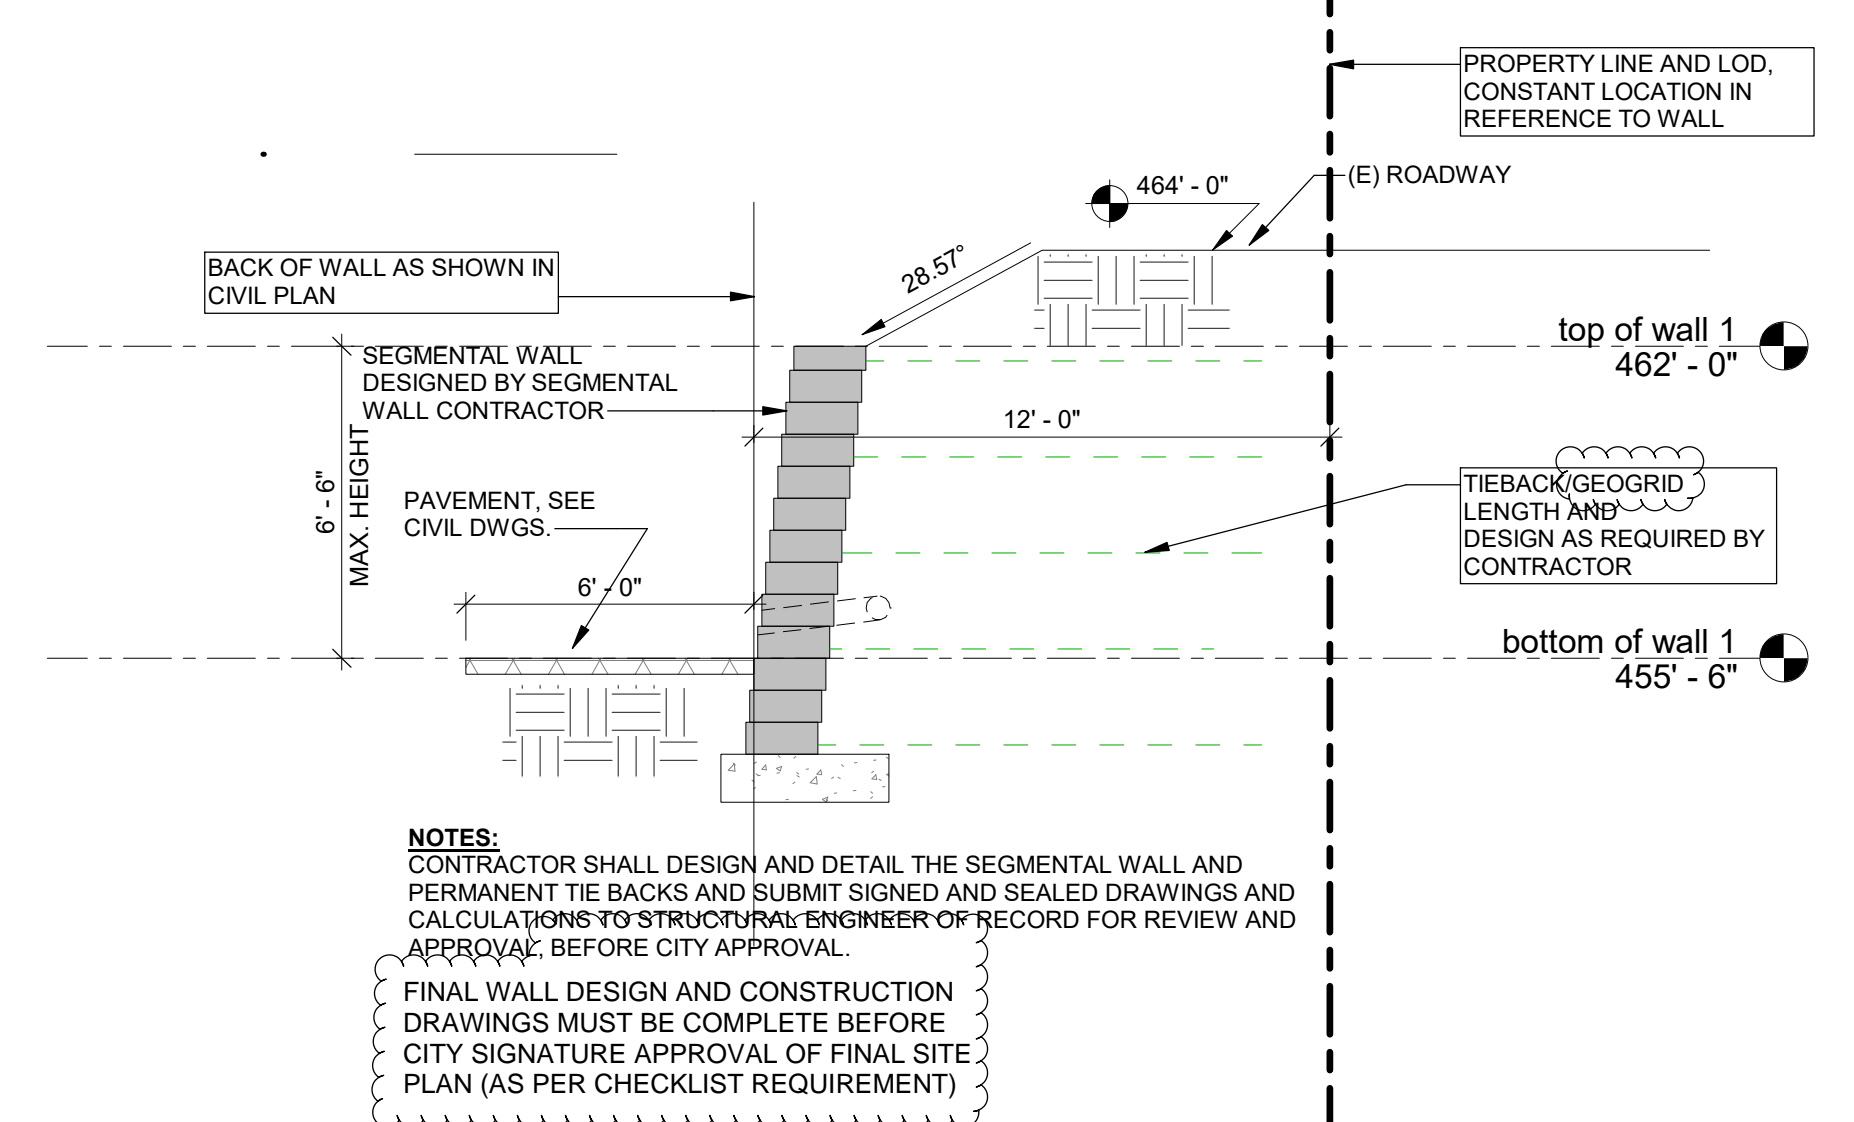 PROPERTY LINE AND LOD,
CONSTANT LOCATION IN
REFERENCE TO WALL
(E) ROADWAY
464' - 0"
28.57°
BACK OF WALL AS SHOWN IN
CIVIL PLAN
top of wall 1
462' - 0"
SEGMENTAL WALL
DESIGNED BY SEGMENTAL
WALL CONTRACTOR
12' - 0"
6' - 6"
MAX. HEIGHT
TIEBACK/GEOGRID
LENGTH AND
DESIGN AS REQUIRED BY
CONTRACTOR
PAVEMENT, SEE
CIVIL DWGS.
6' - 0"
bottom of wall 1
455' - 6"
NOTES:
CONTRACTOR SHALL DESIGN AND DETAIL THE SEGMENTAL WALL AND
PERMANENT TIE BACKS AND SUBMIT SIGNED AND SEALED DRAWINGS AND
CALCULATIONS TO STRUCTURAL ENGINEER OF RECORD FOR REVIEW AND
APPROVAL, BEFORE CITY APPROVAL.
FINAL WALL DESIGN AND CONSTRUCTION
DRAWINGS MUST BE COMPLETE BEFORE
CITY SIGNATURE APPROVAL OF FINAL SITE
PLAN (AS PER CHECKLIST REQUIREMENT)